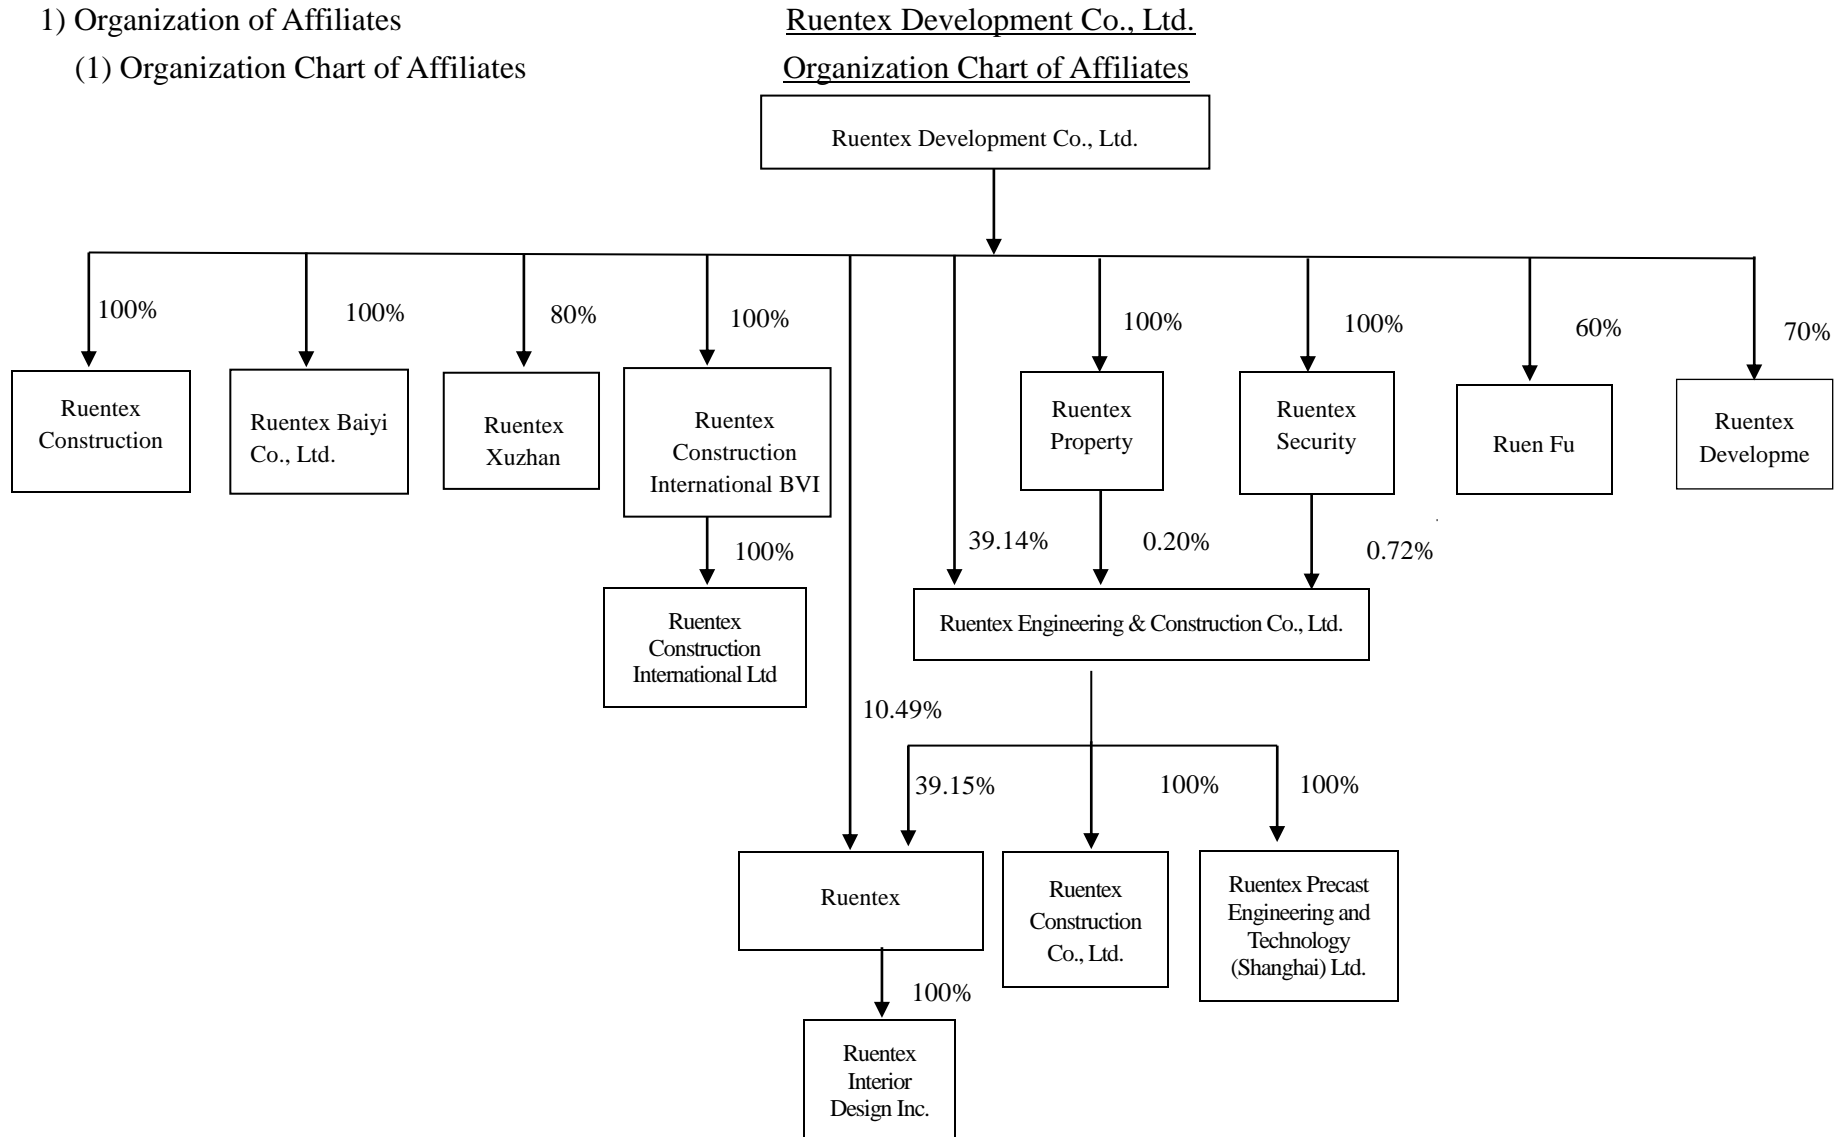 1) Organization of Affiliates
Ruentex Development Co., Ltd.
(1) Organization Chart of Affiliates
Organization Chart of Affiliates
Ruentex Development Co., Ltd.
100%
100%
80%
100%
100%
100%
60%
70%
Ruentex
Construction
Ruentex Baiyi
Co., Ltd.
Ruentex
Xuzhan
Ruentex
Construction
International BVI
Ruentex
Property
Ruentex
Security
Ruen Fu
Ruentex
Developme
100%
39.14%
0.20%
0.72%
Ruentex
Construction
International Ltd
Ruentex Engineering & Construction Co., Ltd.
10.49%
39.15%
100%
100%
Ruentex
Ruentex
Construction
Co., Ltd.
Ruentex Precast
Engineering and
Technology
(Shanghai) Ltd.
100%
Ruentex
Interior
Design Inc.